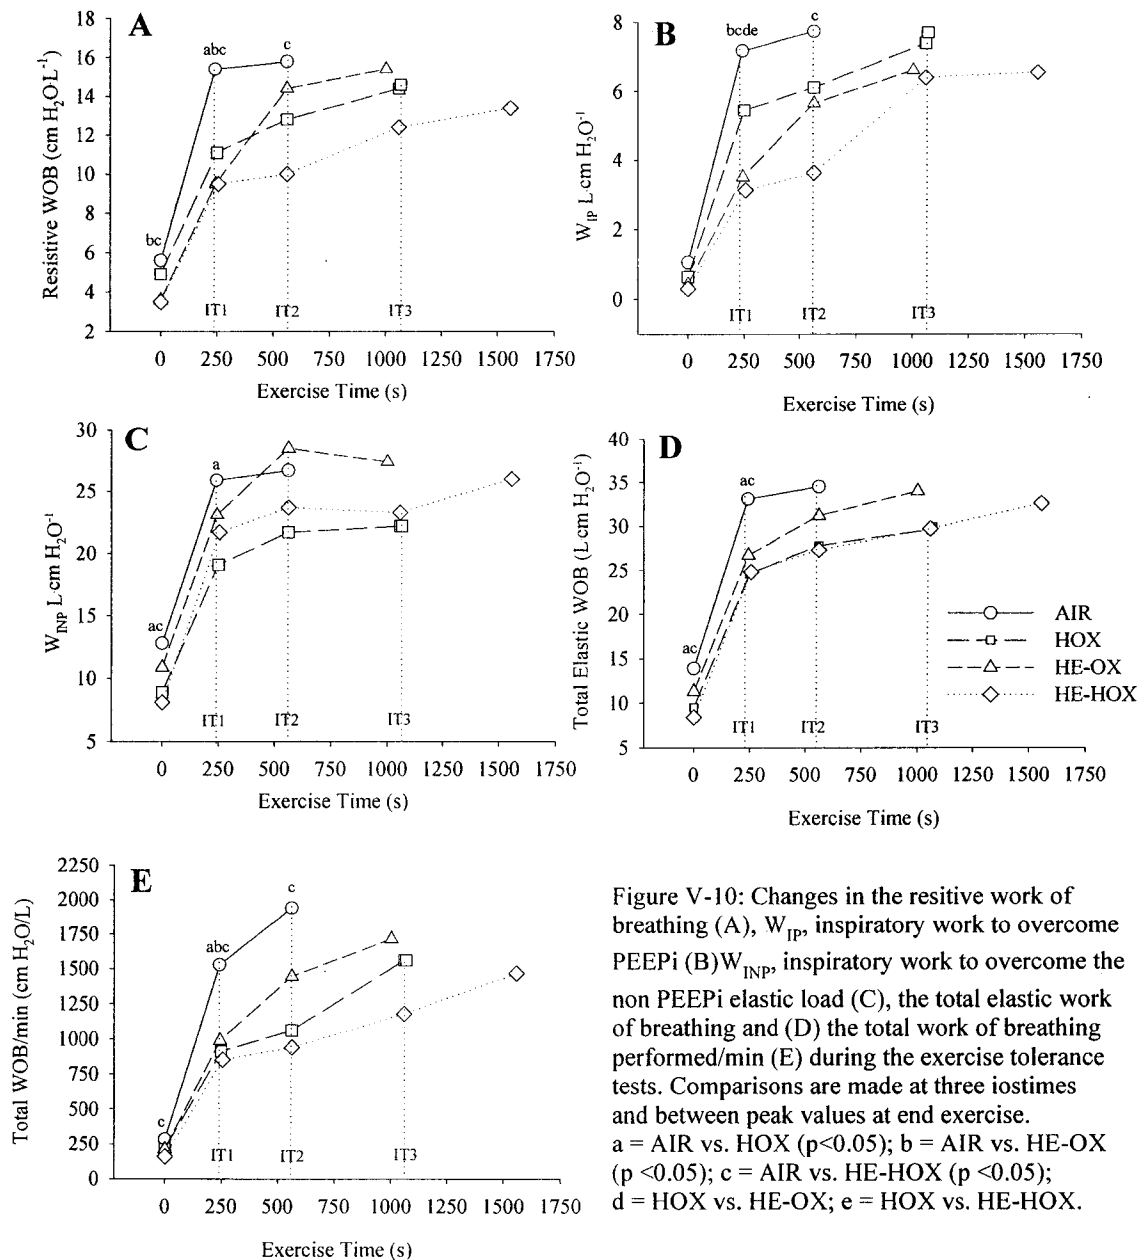 A
18
16
14
12
10
8
6
4
2
Resistive WOB (cm H₂O·L⁻¹)
abc
c
bc
IT1
IT2
IT3
0 250 500 750 1000 1250 1500 1750
Exercise Time (s)
B
8
6
4
2
0
W_IP L·cm H₂O⁻¹
bcde
c
IT1
IT2
IT3
0 250 500 750 1000 1250 1500 1750
Exercise Time (s)
C
30
25
20
15
10
5
W_INP L·cm H₂O⁻¹
a
ac
IT1
IT2
IT3
0 250 500 750 1000 1250 1500 1750
Exercise Time (s)
D
40
35
30
25
20
15
10
5
Total Elastic WOB (L·cm H₂O⁻¹)
ac
ac
IT1
IT2
IT3
AIR
HOX
HE-OX
HE-HOX
0 250 500 750 1000 1250 1500 1750
Exercise Time (s)
E
2250
2000
1750
1500
1250
1000
750
500
250
0
Total WOB/min (cm H₂O/L)
c
abc
c
IT1
IT2
IT3
0 250 500 750 1000 1250 1500 1750
Exercise Time (s)
Figure V-10: Changes in the resitive work of
breathing (A), W_IP, inspiratory work to overcome
PEEPi (B)W_INP, inspiratory work to overcome the
non PEEPi elastic load (C), the total elastic work
of breathing and (D) the total work of breathing
performed/min (E) during the exercise tolerance
tests. Comparisons are made at three iostimes
and between peak values at end exercise.
a = AIR vs. HOX (p<0.05); b = AIR vs. HE-OX
(p <0.05); c = AIR vs. HE-HOX (p <0.05);
d = HOX vs. HE-OX; e = HOX vs. HE-HOX.